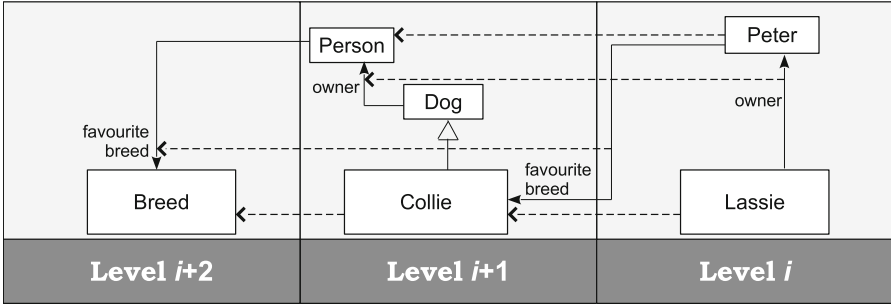 Person
Peter
owner
Dog
owner
favourite
breed
favourite
breed
Breed
Collie
Lassie
Level i+2
Level i+1
Level i